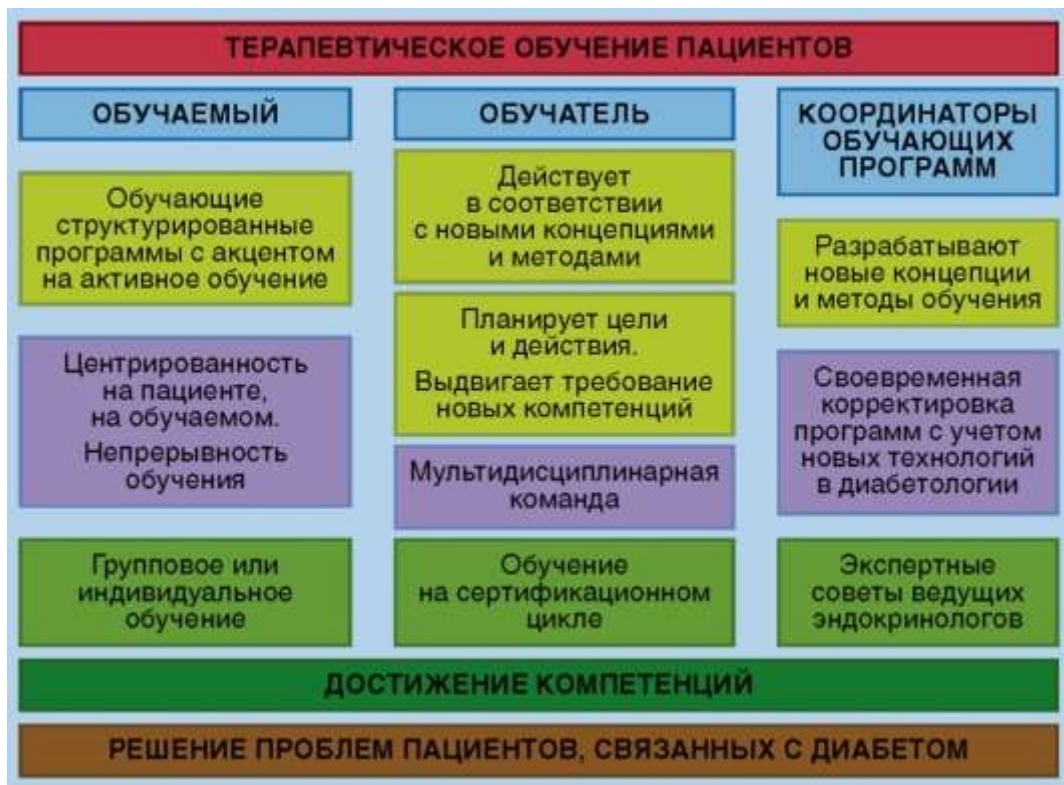 ТЕРАПЕВТИЧЕСКОЕ ОБУЧЕНИЕ ПАЦИЕНТОВ
ОБУЧАЕМЫЙ
Обучающие
структурированные
программы с акцентом
на активное обучение
Центрированность
на пациенте,
на обучаемом.
Непрерывность
обучения
Групповое или
индивидуальное
обучение
ОБУЧАТЕЛЬ
Действует
в соответствии
с новыми концепциями
и методами
Планирует цели
и действия.
Выдвигает требование
новых компетенций
Мультидисциплинарная
команда
Обучение
на сертификационном
цикле
КООРДИНАТОРЫ
ОБУЧАЮЩИХ
ПРОГРАММ
Разрабатывают
новые концепции
и методы обучения
Своевременная
корректировка
программ с учетом
новых технологий
в диабетологии
Экспертные
советы ведущих
эндокринологов
ДОСТИЖЕНИЕ КОМПЕТЕНЦИЙ
РЕШЕНИЕ ПРОБЛЕМ ПАЦИЕНТОВ, СВЯЗАННЫХ С ДИАБЕТОМ